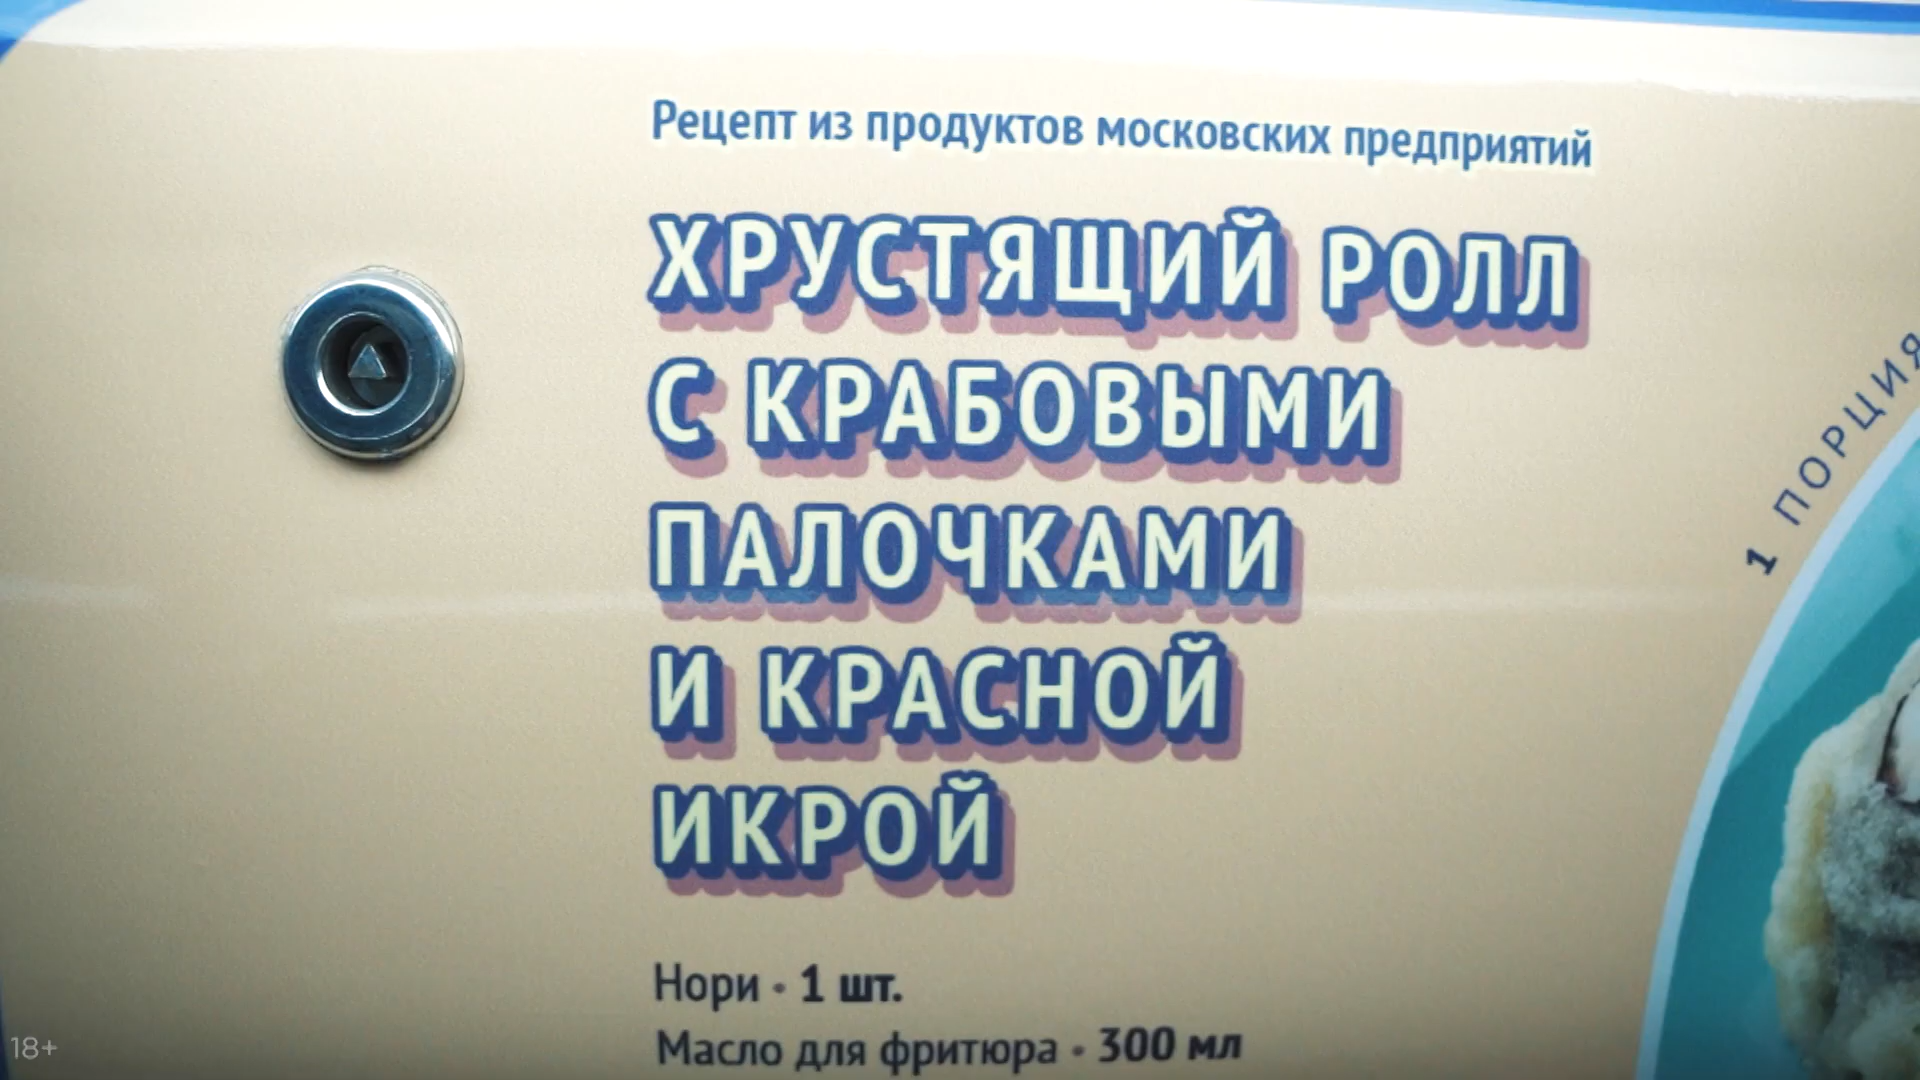 Рецепт из продуктов московских предприятий
ХРУСТЯЩИЙ РОЛЛ
С КРАБОВЫМИ
ПАЛОЧКАМИ
И КРАСНОЙ
ИКРОЙ
Нори • 1 шт.
Масло для фритюра • 300 мл
1 ПОРЦИЯ
18+